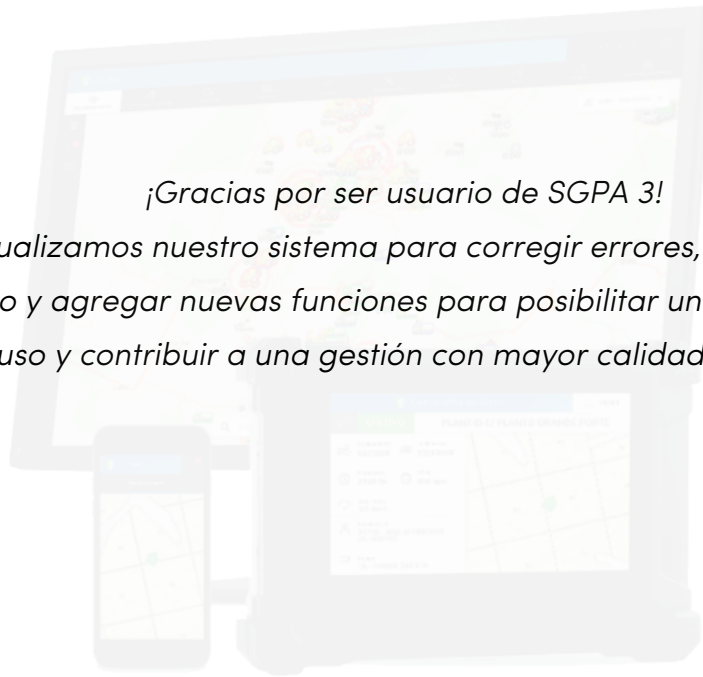 ¡Gracias por ser usuario de SGPA 3!
ualizamos nuestro sistema para corregir errores,
o y agregar nuevas funciones para posibilitar un
uso y contribuir a una gestión con mayor calidad